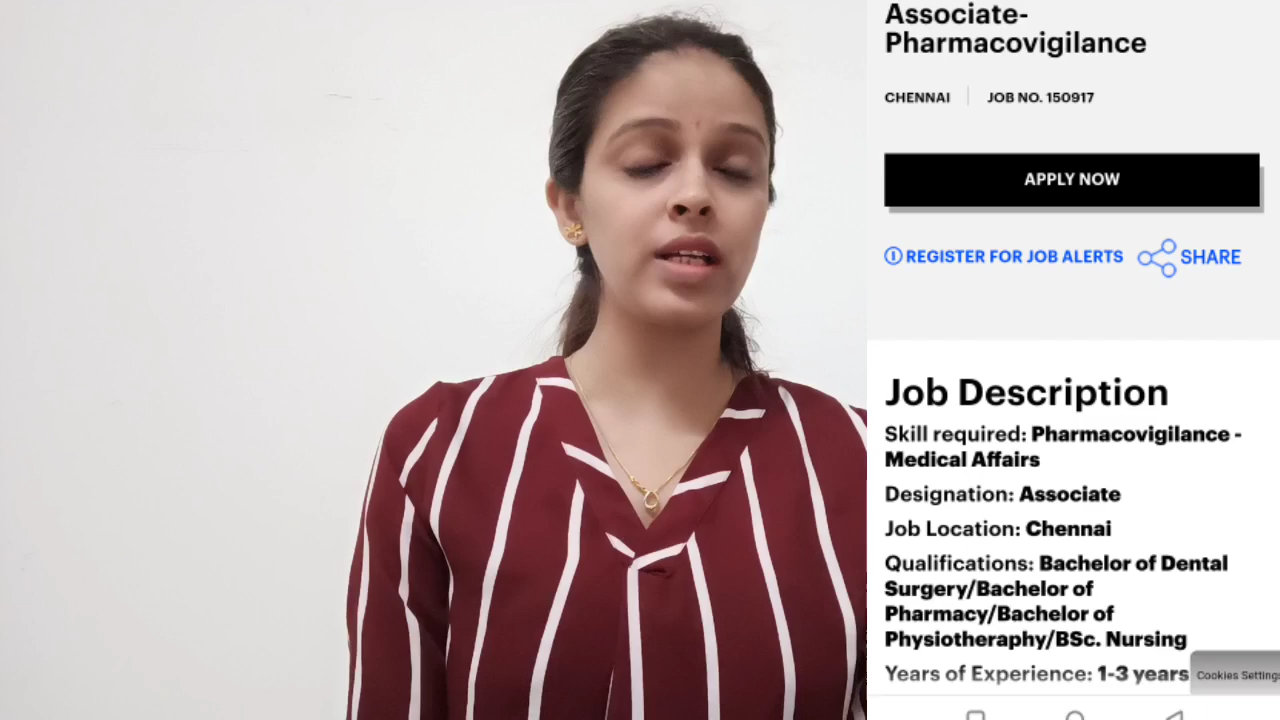 Associate-
Pharmacovigilance
CHENNAI
JOB NO. 150917
APPLY NOW
REGISTER FOR JOB ALERTS
SHARE
Job Description
Skill required: Pharmacovigilance -
Medical Affairs
Designation: Associate
Job Location: Chennai
Qualifications: Bachelor of Dental
Surgery/Bachelor of
Pharmacy/Bachelor of
Physiotheraphy/BSc. Nursing
Years of Experience: 1-3 years
Cookies Settings